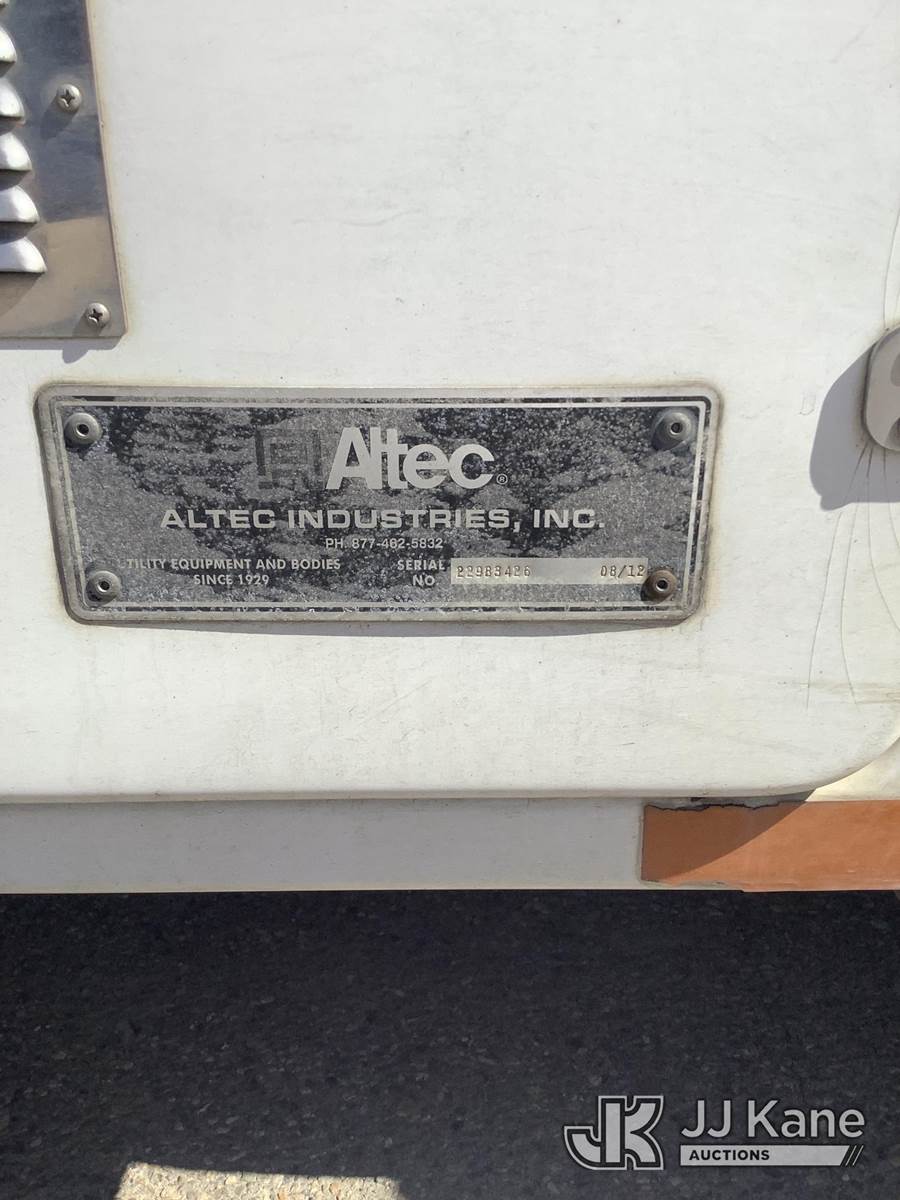 Altec®
ALTEC INDUSTRIES, INC.
PH. 877-462-5832
UTILITY EQUIPMENT AND BODIES
SINCE 1929
SERIAL NO 22983426 08/12
JK JJ Kane
AUCTIONS